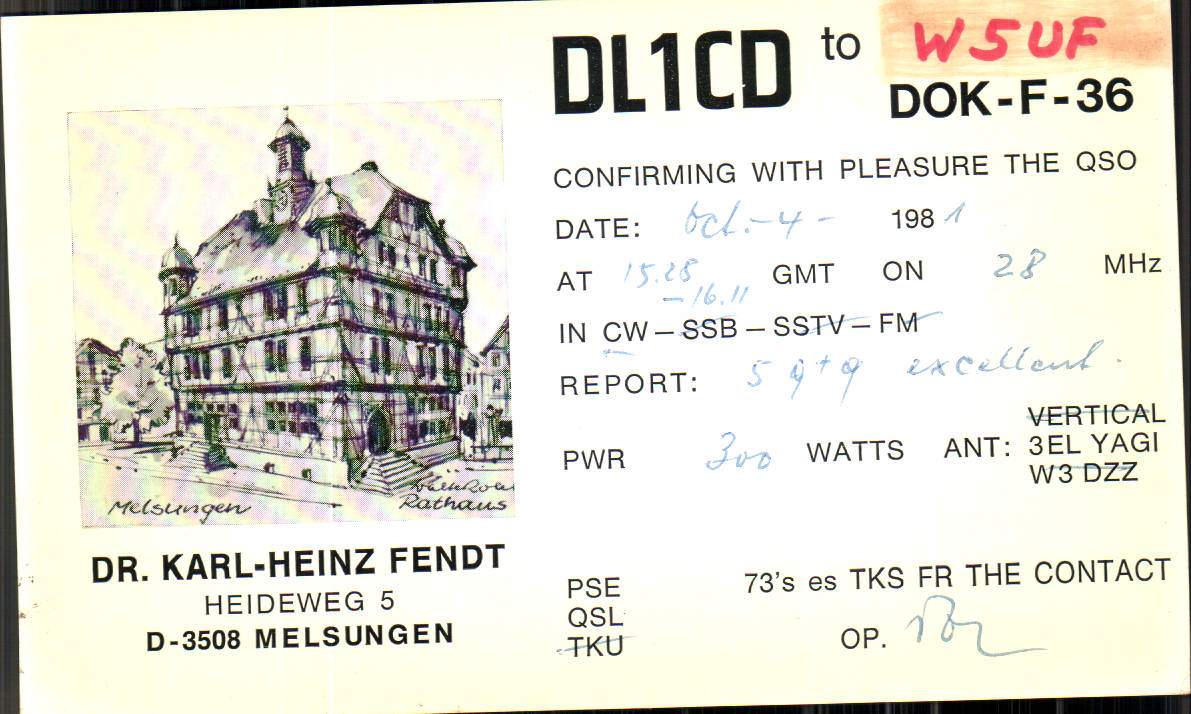 DL1CD to W5UF
DOK-F-36
CONFIRMING WITH PLEASURE THE QSO
DATE: Oct.-4- 1981
AT 15.28 GMT ON 28 MHz
-16.11
IN CW – SSB – SSTV – FM
REPORT: 59+9 excellent.
PWR 300 WATTS ANT: VERTICAL
3EL YAGI
W3 DZZ
Melsungen
Rathaus
DR. KARL-HEINZ FENDT
HEIDEWEG 5
D-3508 MELSUNGEN
PSE
QSL
TKU
73's es TKS FR THE CONTACT
OP.